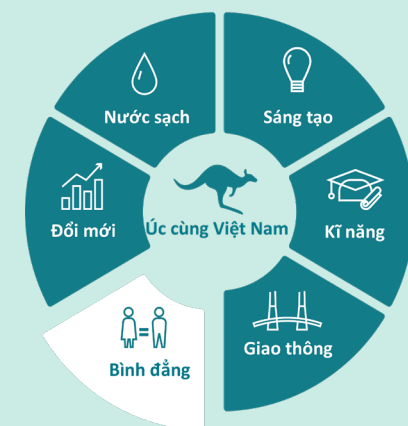 Nước sạch
Sáng tạo
Đổi mới
Úc cùng Việt Nam
Kĩ năng
Bình đẳng
Giao thông